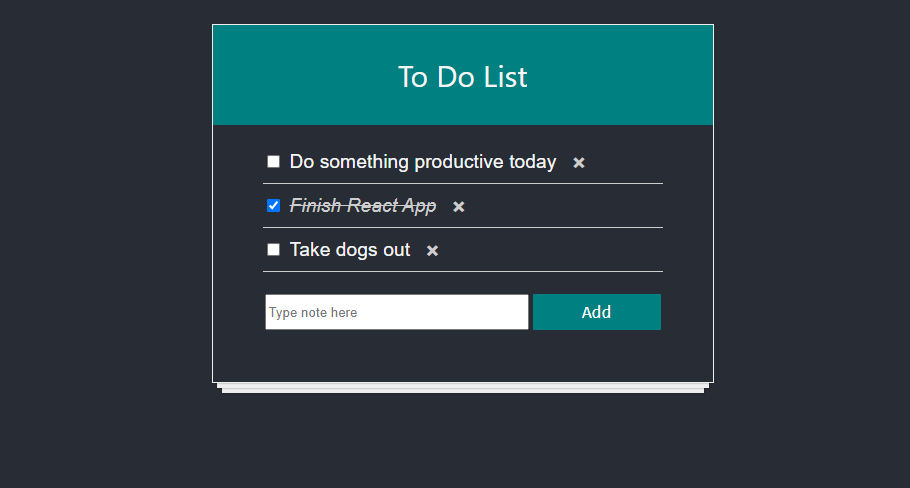 To Do List
Do something productive today
Finish React App
Take dogs out
Type note here
Add